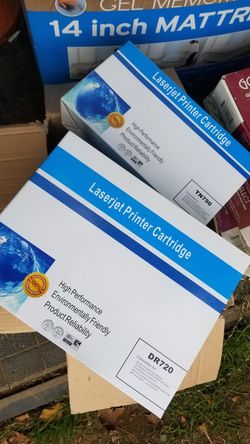 GEL MEMORY
14 inch MATTR
Laserjet Printer Cartridge
High Performance
Environmentally Friendly
Product Reliability
TN750
Laserjet Printer Cartridge
High Performance
Environmentally Friendly
Product Reliability
DR720